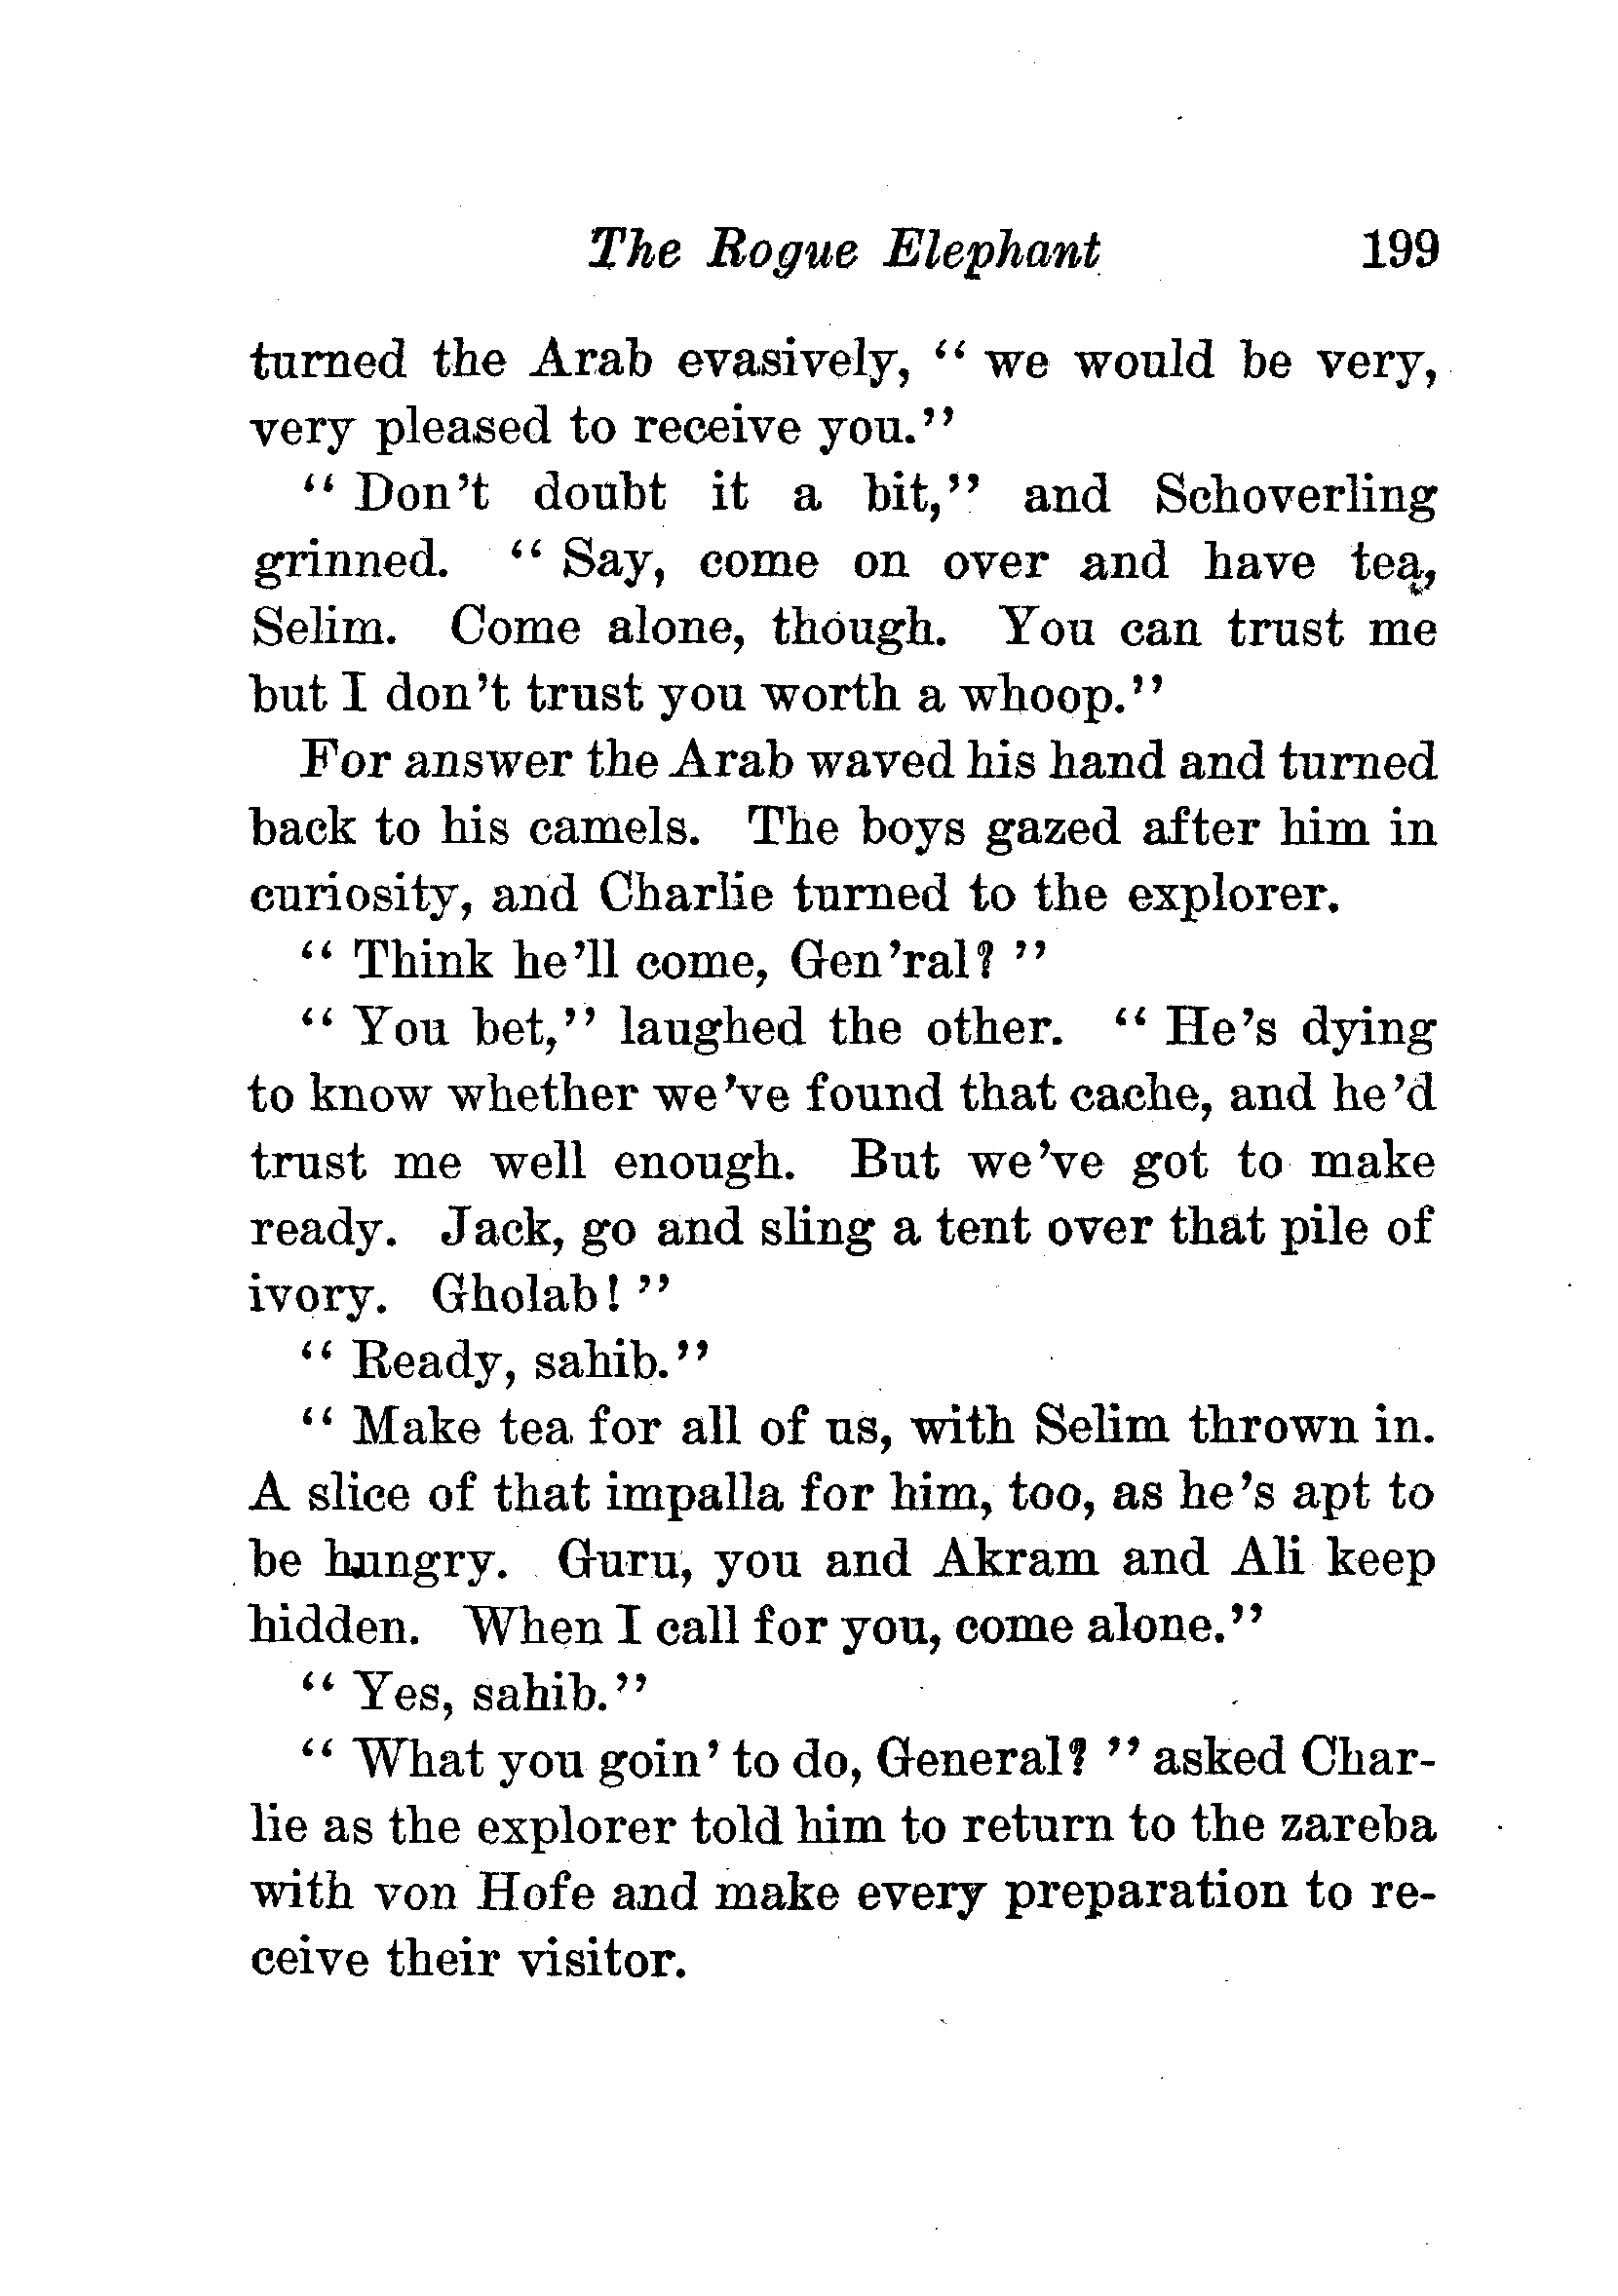 The Rogue Elephant 199
turned the Arab evasively, " we would be very,
very pleased to receive you."
" Don't doubt it a bit," and Schoverling
grinned. " Say, come on over and have tea,
Selim. Come alone, though. You can trust me
but I don't trust you worth a whoop."
For answer the Arab waved his hand and turned
back to his camels. The boys gazed after him in
curiosity, and Charlie turned to the explorer.
" Think he'll come, Gen'ral? "
" You bet," laughed the other. " He's dying
to know whether we've found that cache, and he'd
trust me well enough. But we've got to make
ready. Jack, go and sling a tent over that pile of
ivory. Gholab! "
" Ready, sahib."
" Make tea for all of us, with Selim thrown in.
A slice of that impalla for him, too, as he's apt to
be hungry. Guru, you and Akram and Ali keep
hidden. When I call for you, come alone."
" Yes, sahib."
" What you goin' to do, General? " asked Char-
lie as the explorer told him to return to the zareba
with von Hofe and make every preparation to re-
ceive their visitor.